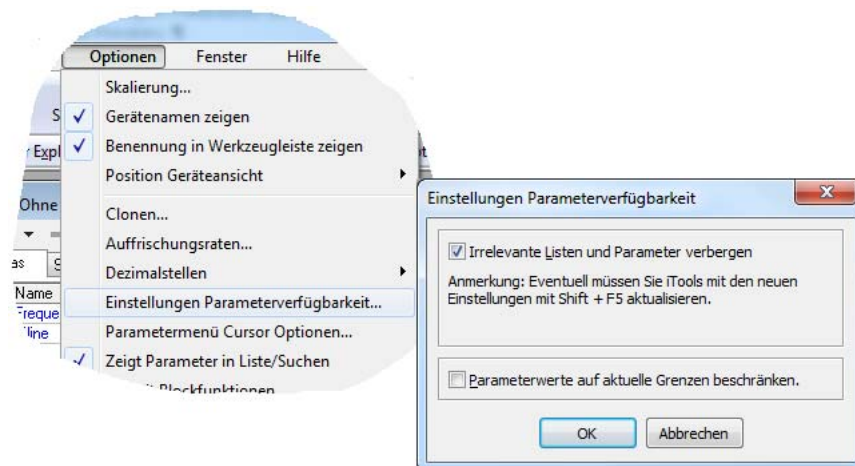 Optionen Fenster Hilfe
Skalierung...
Gerätenamen zeigen
Benennung in Werkzeugleiste zeigen
Position Geräteansicht
Ohne
Clonen...
Auffrischungsraten...
Dezimalstellen
Name
Einstellungen Parameterverfügbarkeit...
Parametermenü Cursor Optionen...
Zeigt Parameter in Liste/Suchen
Blockfunktionen
Einstellungen Parameterverfügbarkeit
Irrelevante Listen und Parameter verbergen
Anmerkung: Eventuell müssen Sie iTools mit den neuen
Einstellungen mit Shift + F5 aktualisieren.
Parameterwerte auf aktuelle Grenzen beschränken.
OK Abbrechen